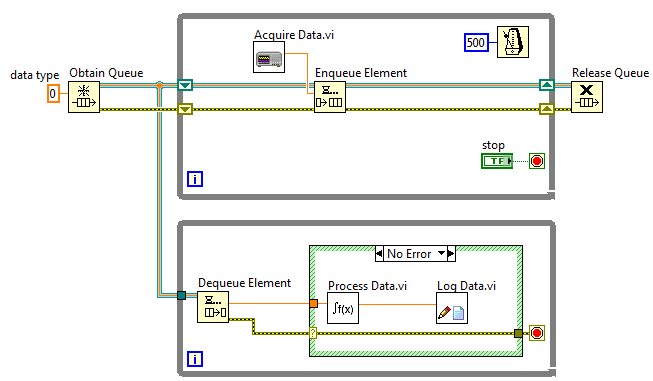 Acquire Data.vi
500
data type
Obtain Queue
Enqueue Element
Release Queue
0
stop
TF
i
No Error
Dequeue Element
Process Data.vi
Log Data.vi
∫f(x)
?
i